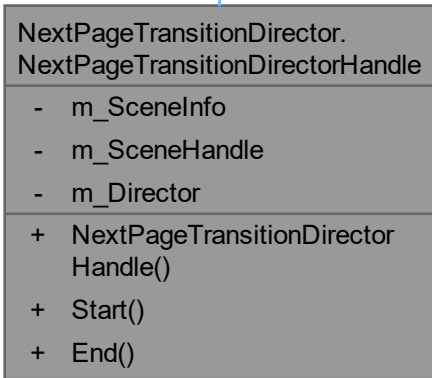 NextPageTransitionDirector.
NextPageTransitionDirectorHandle
- m_SceneInfo
- m_SceneHandle
- m_Director
+ NextPageTransitionDirector
Handle()
+ Start()
+ End()